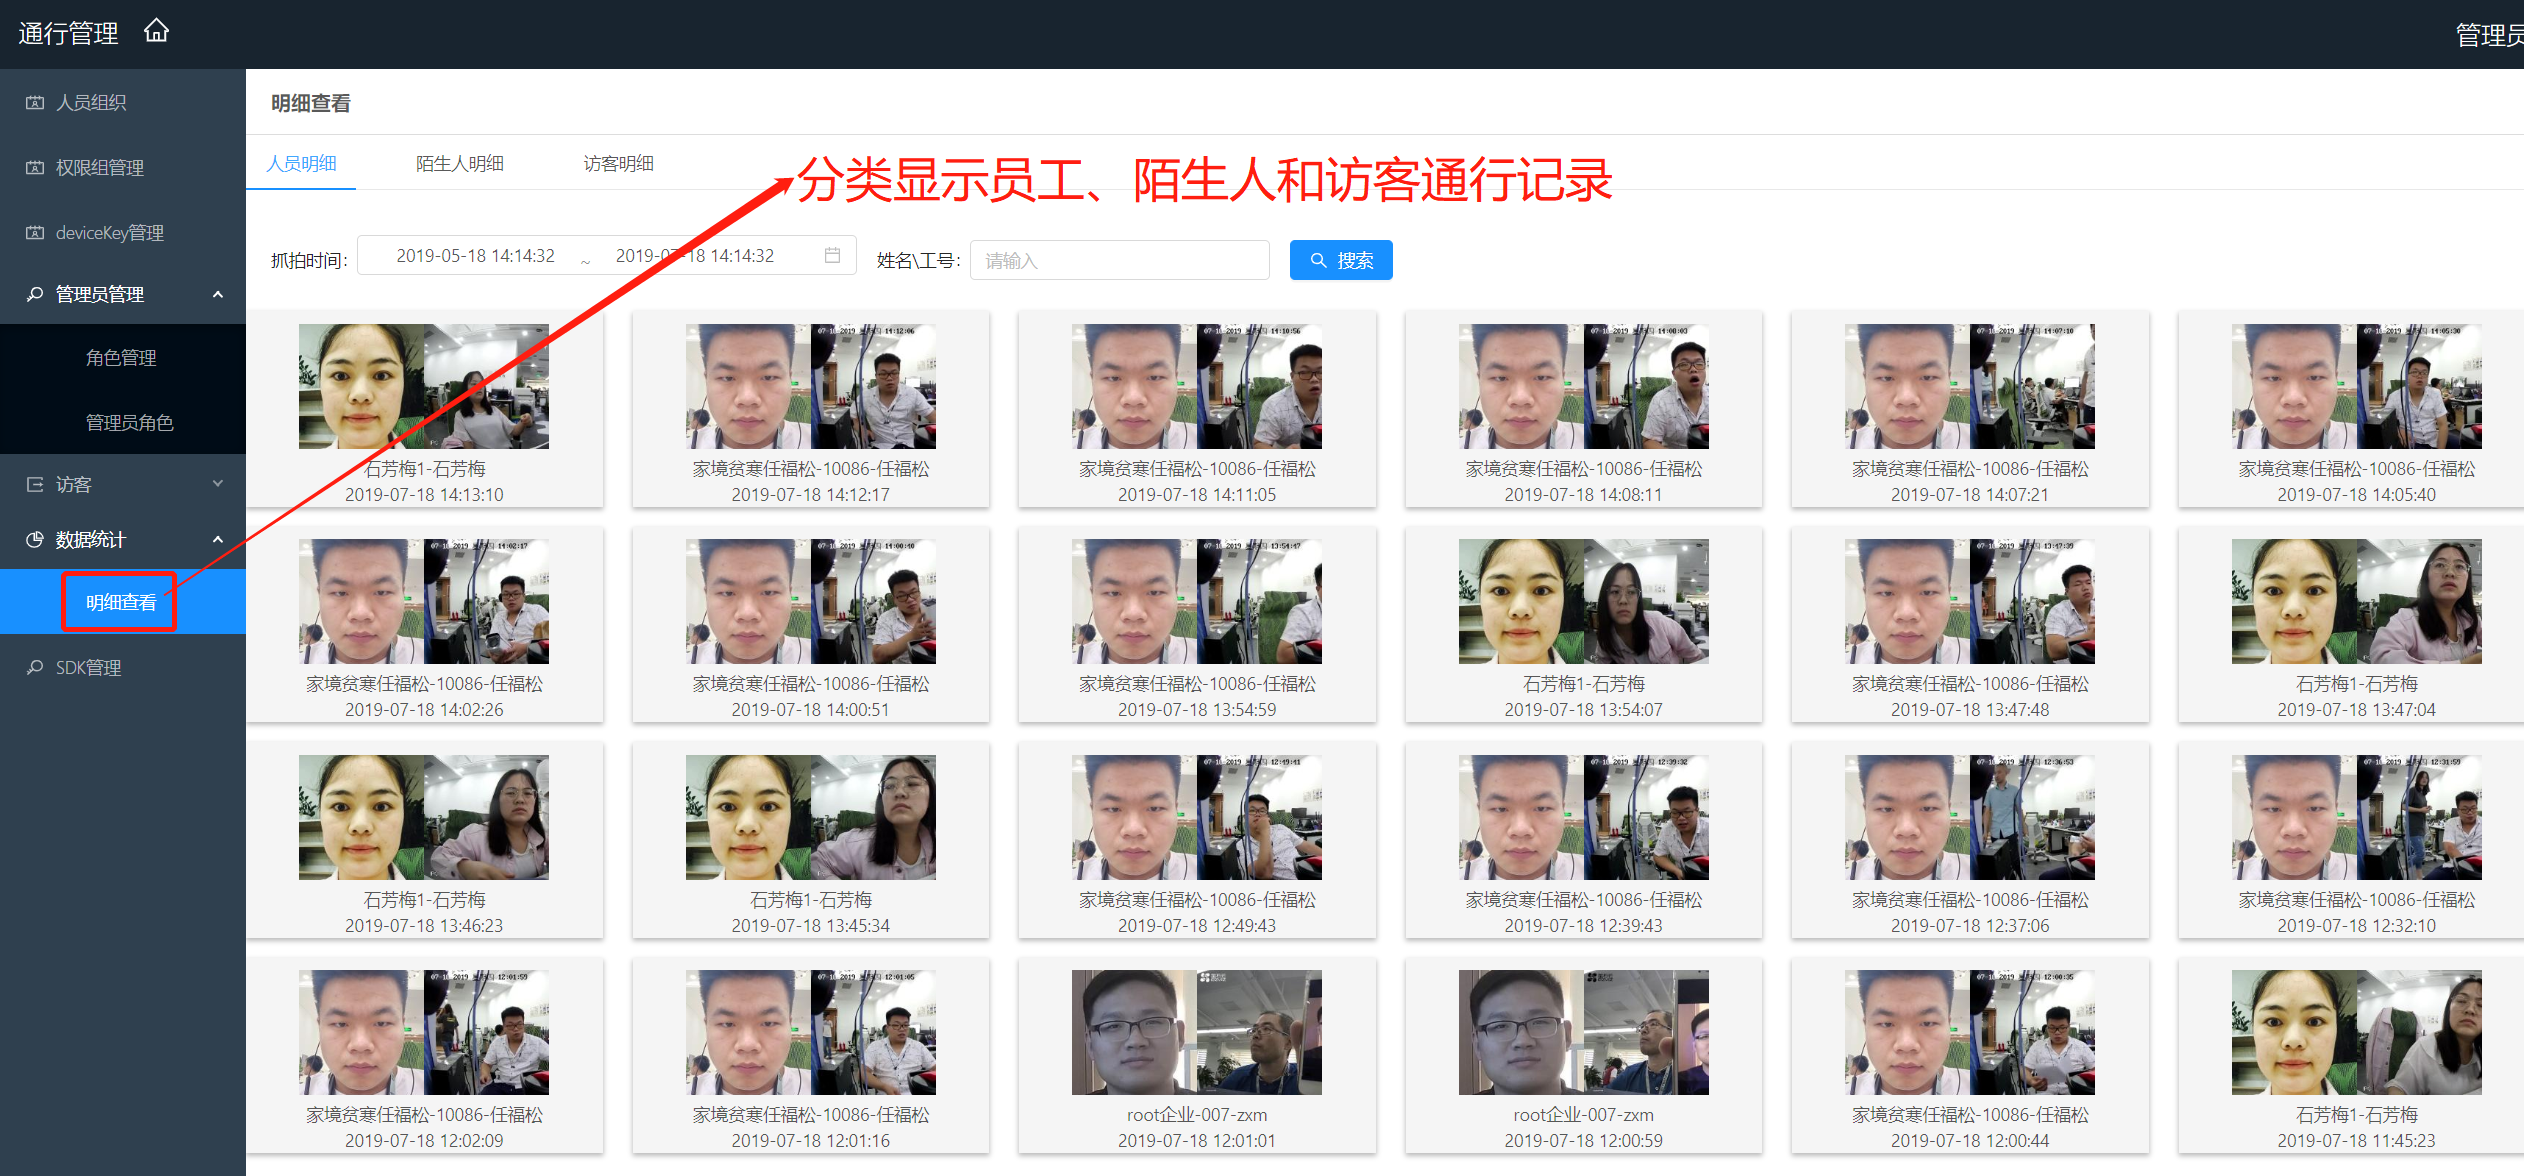 通行管理
管理员
人员组织
权限组管理
deviceKey管理
管理员管理
角色管理
管理员角色
访客
数据统计
明细查看
SDK管理
明细查看
人员明细 陌生人明细 访客明细
分类显示员工、陌生人和访客通行记录
抓拍时间: 2019-05-18 14:14:32 ~ 2019-07-18 14:14:32 姓名\工号: 请输入 搜索
石芳梅1-石芳梅
2019-07-18 14:13:10
家境贫寒任福松-10086-任福松
2019-07-18 14:12:17
家境贫寒任福松-10086-任福松
2019-07-18 14:11:05
家境贫寒任福松-10086-任福松
2019-07-18 14:08:11
家境贫寒任福松-10086-任福松
2019-07-18 14:07:21
家境贫寒任福松-10086-任福松
2019-07-18 14:05:40
家境贫寒任福松-10086-任福松
2019-07-18 14:02:26
家境贫寒任福松-10086-任福松
2019-07-18 14:00:51
家境贫寒任福松-10086-任福松
2019-07-18 13:54:59
石芳梅1-石芳梅
2019-07-18 13:54:07
家境贫寒任福松-10086-任福松
2019-07-18 13:47:48
石芳梅1-石芳梅
2019-07-18 13:47:04
石芳梅1-石芳梅
2019-07-18 13:46:23
石芳梅1-石芳梅
2019-07-18 13:45:34
家境贫寒任福松-10086-任福松
2019-07-18 12:49:43
家境贫寒任福松-10086-任福松
2019-07-18 12:39:43
家境贫寒任福松-10086-任福松
2019-07-18 12:37:06
家境贫寒任福松-10086-任福松
2019-07-18 12:32:10
家境贫寒任福松-10086-任福松
2019-07-18 12:02:09
家境贫寒任福松-10086-任福松
2019-07-18 12:01:16
root企业-007-zxm
2019-07-18 12:01:01
root企业-007-zxm
2019-07-18 12:00:59
家境贫寒任福松-10086-任福松
2019-07-18 12:00:44
石芳梅1-石芳梅
2019-07-18 11:45:23